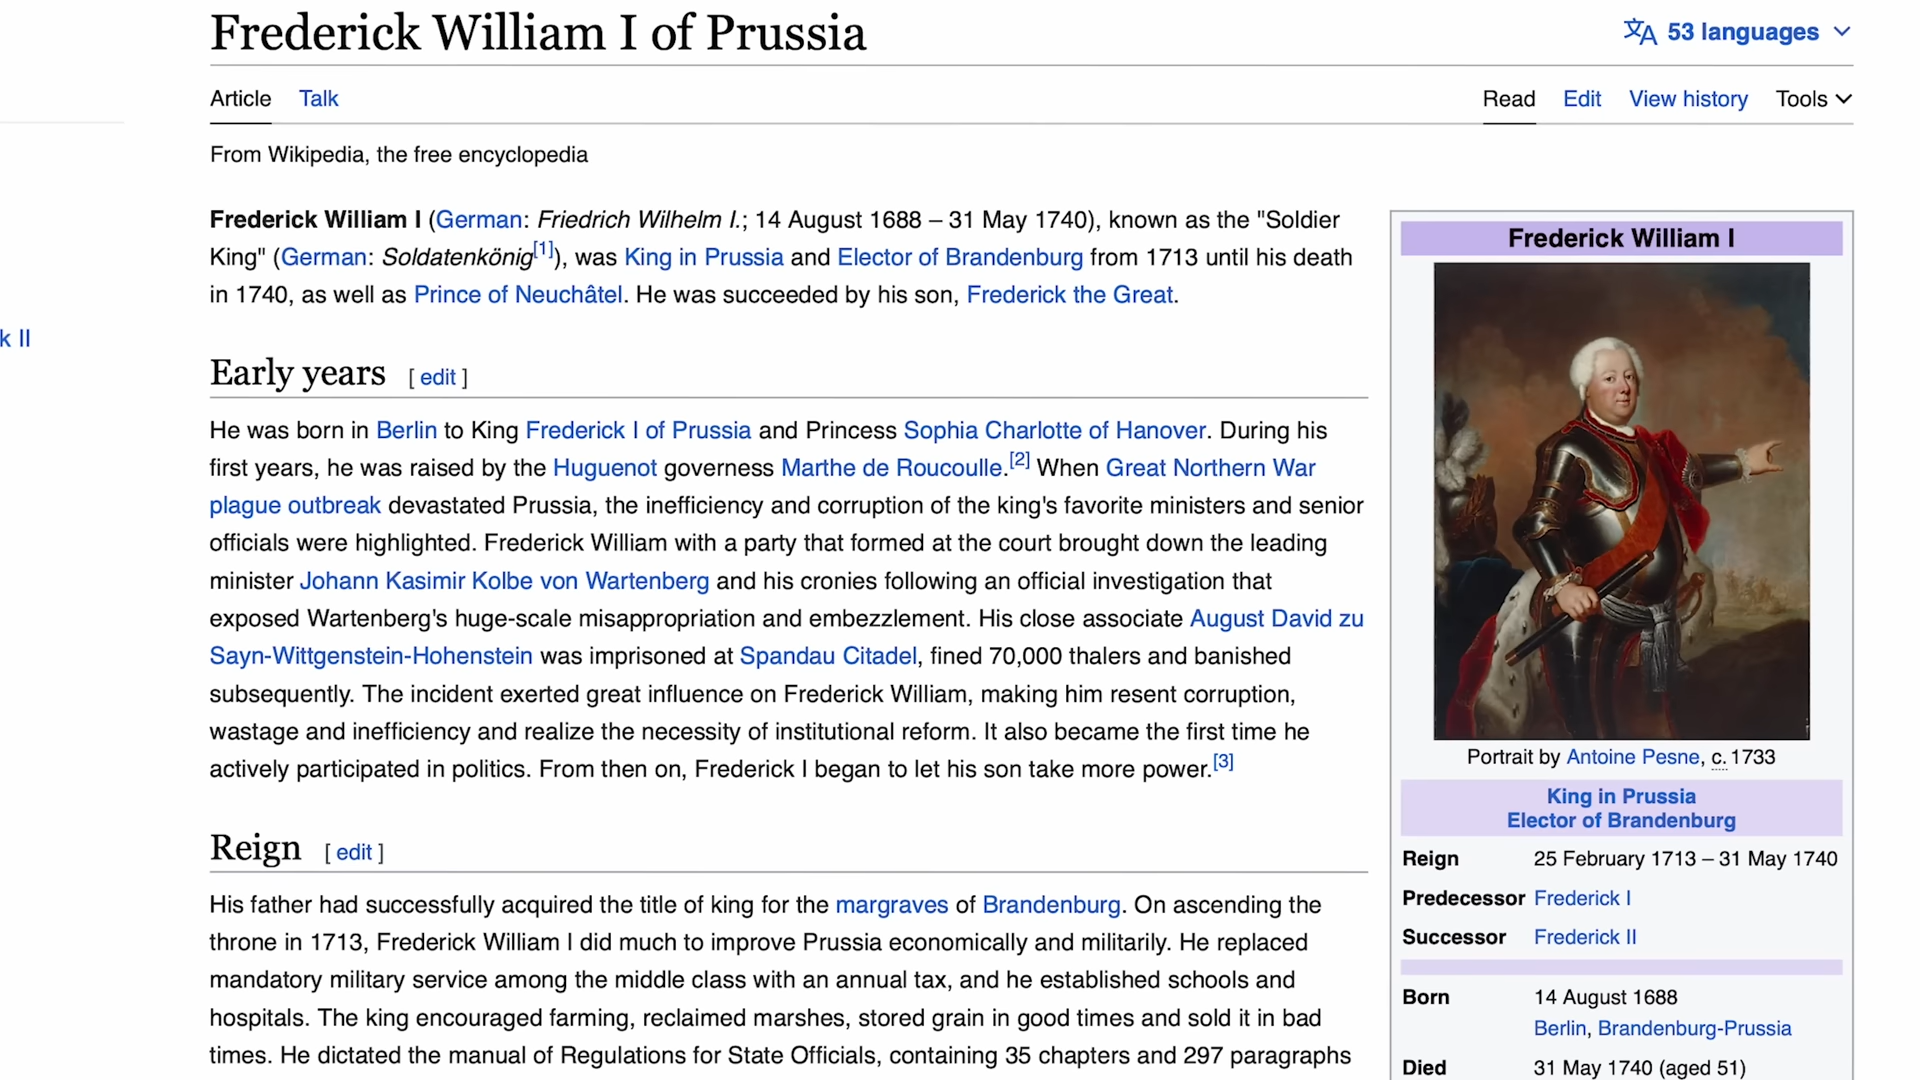 Frederick William I of Prussia
53 languages
Article Talk
Read Edit View history Tools
From Wikipedia, the free encyclopedia
Frederick William I (German: Friedrich Wilhelm I.; 14 August 1688 – 31 May 1740), known as the "Soldier
King" (German: Soldatenkönig[1]), was King in Prussia and Elector of Brandenburg from 1713 until his death
in 1740, as well as Prince of Neuchâtel. He was succeeded by his son, Frederick the Great.
k II
Early years [ edit ]
He was born in Berlin to King Frederick I of Prussia and Princess Sophia Charlotte of Hanover. During his
first years, he was raised by the Huguenot governess Marthe de Roucoulle.[2] When Great Northern War
plague outbreak devastated Prussia, the inefficiency and corruption of the king's favorite ministers and senior
officials were highlighted. Frederick William with a party that formed at the court brought down the leading
minister Johann Kasimir Kolbe von Wartenberg and his cronies following an official investigation that
exposed Wartenberg's huge-scale misappropriation and embezzlement. His close associate August David zu
Sayn-Wittgenstein-Hohenstein was imprisoned at Spandau Citadel, fined 70,000 thalers and banished
subsequently. The incident exerted great influence on Frederick William, making him resent corruption,
wastage and inefficiency and realize the necessity of institutional reform. It also became the first time he
actively participated in politics. From then on, Frederick I began to let his son take more power.[3]
Reign [ edit ]
His father had successfully acquired the title of king for the margraves of Brandenburg. On ascending the
throne in 1713, Frederick William I did much to improve Prussia economically and militarily. He replaced
mandatory military service among the middle class with an annual tax, and he established schools and
hospitals. The king encouraged farming, reclaimed marshes, stored grain in good times and sold it in bad
times. He dictated the manual of Regulations for State Officials, containing 35 chapters and 297 paragraphs
Frederick William I
Portrait by Antoine Pesne, c. 1733
King in Prussia
Elector of Brandenburg
Reign 25 February 1713 – 31 May 1740
Predecessor Frederick I
Successor Frederick II
Born 14 August 1688
Berlin, Brandenburg-Prussia
Died 31 May 1740 (aged 51)